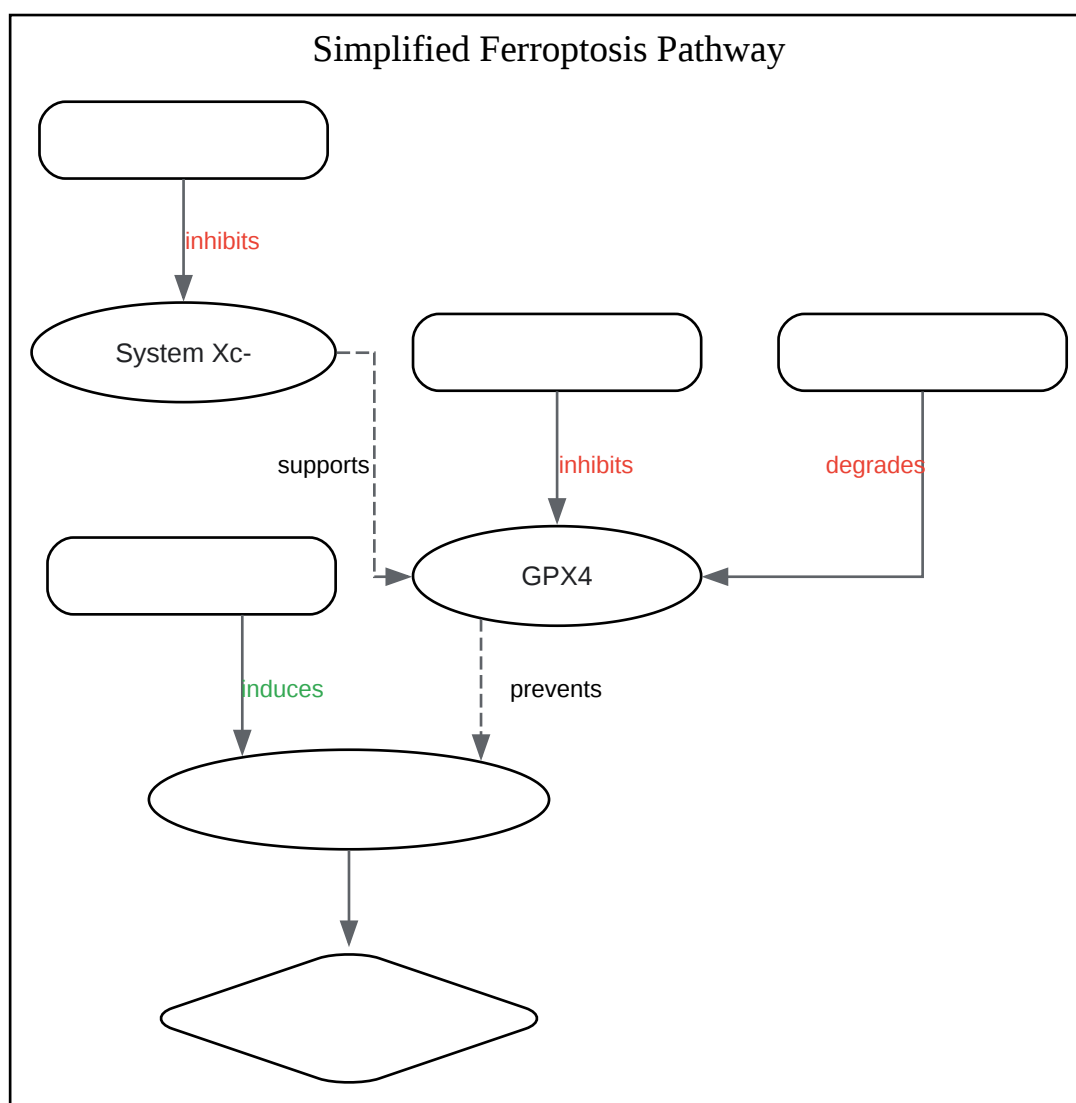 Simplified Ferroptosis Pathway
inhibits
System Xc-
supports
inhibits
degrades
GPX4
induces
prevents